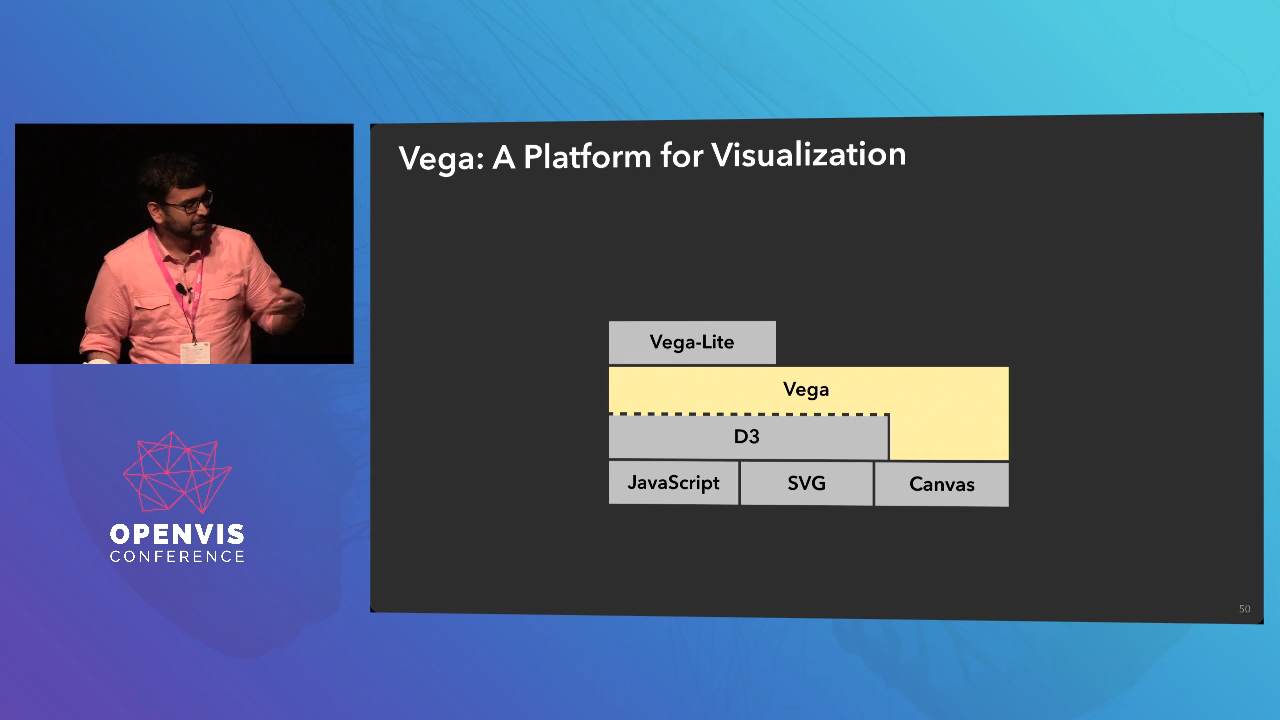 Vega: A Platform for Visualization
Vega-Lite
Vega
D3
JavaScript
SVG
Canvas
50
OPENVIS
CONFERENCE